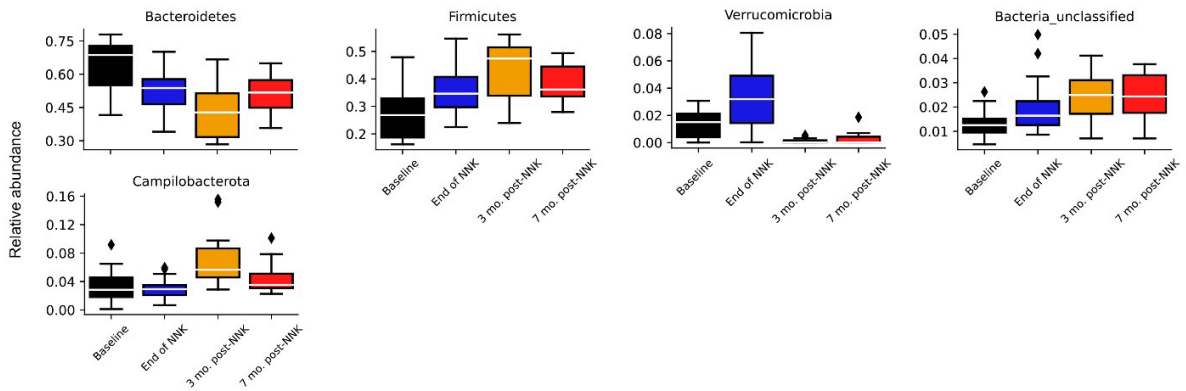 Bacteroidetes
Firmicutes
Verrucomicrobia
Bacteria_unclassified
0.75
0.60
0.45
0.30
0.5
0.4
0.3
0.2
0.08
0.06
0.04
0.02
0.00
0.05
0.04
0.03
0.02
0.01
Baseline
End of NNK
3 mo. post-NNK
7 mo. post-NNK
Baseline
End of NNK
3 mo. post-NNK
7 mo. post-NNK
Baseline
End of NNK
3 mo. post-NNK
7 mo. post-NNK
Relative abundance
Campilobacterota
0.16
0.12
0.08
0.04
0.00
Baseline
End of NNK
3 mo. post-NNK
7 mo. post-NNK